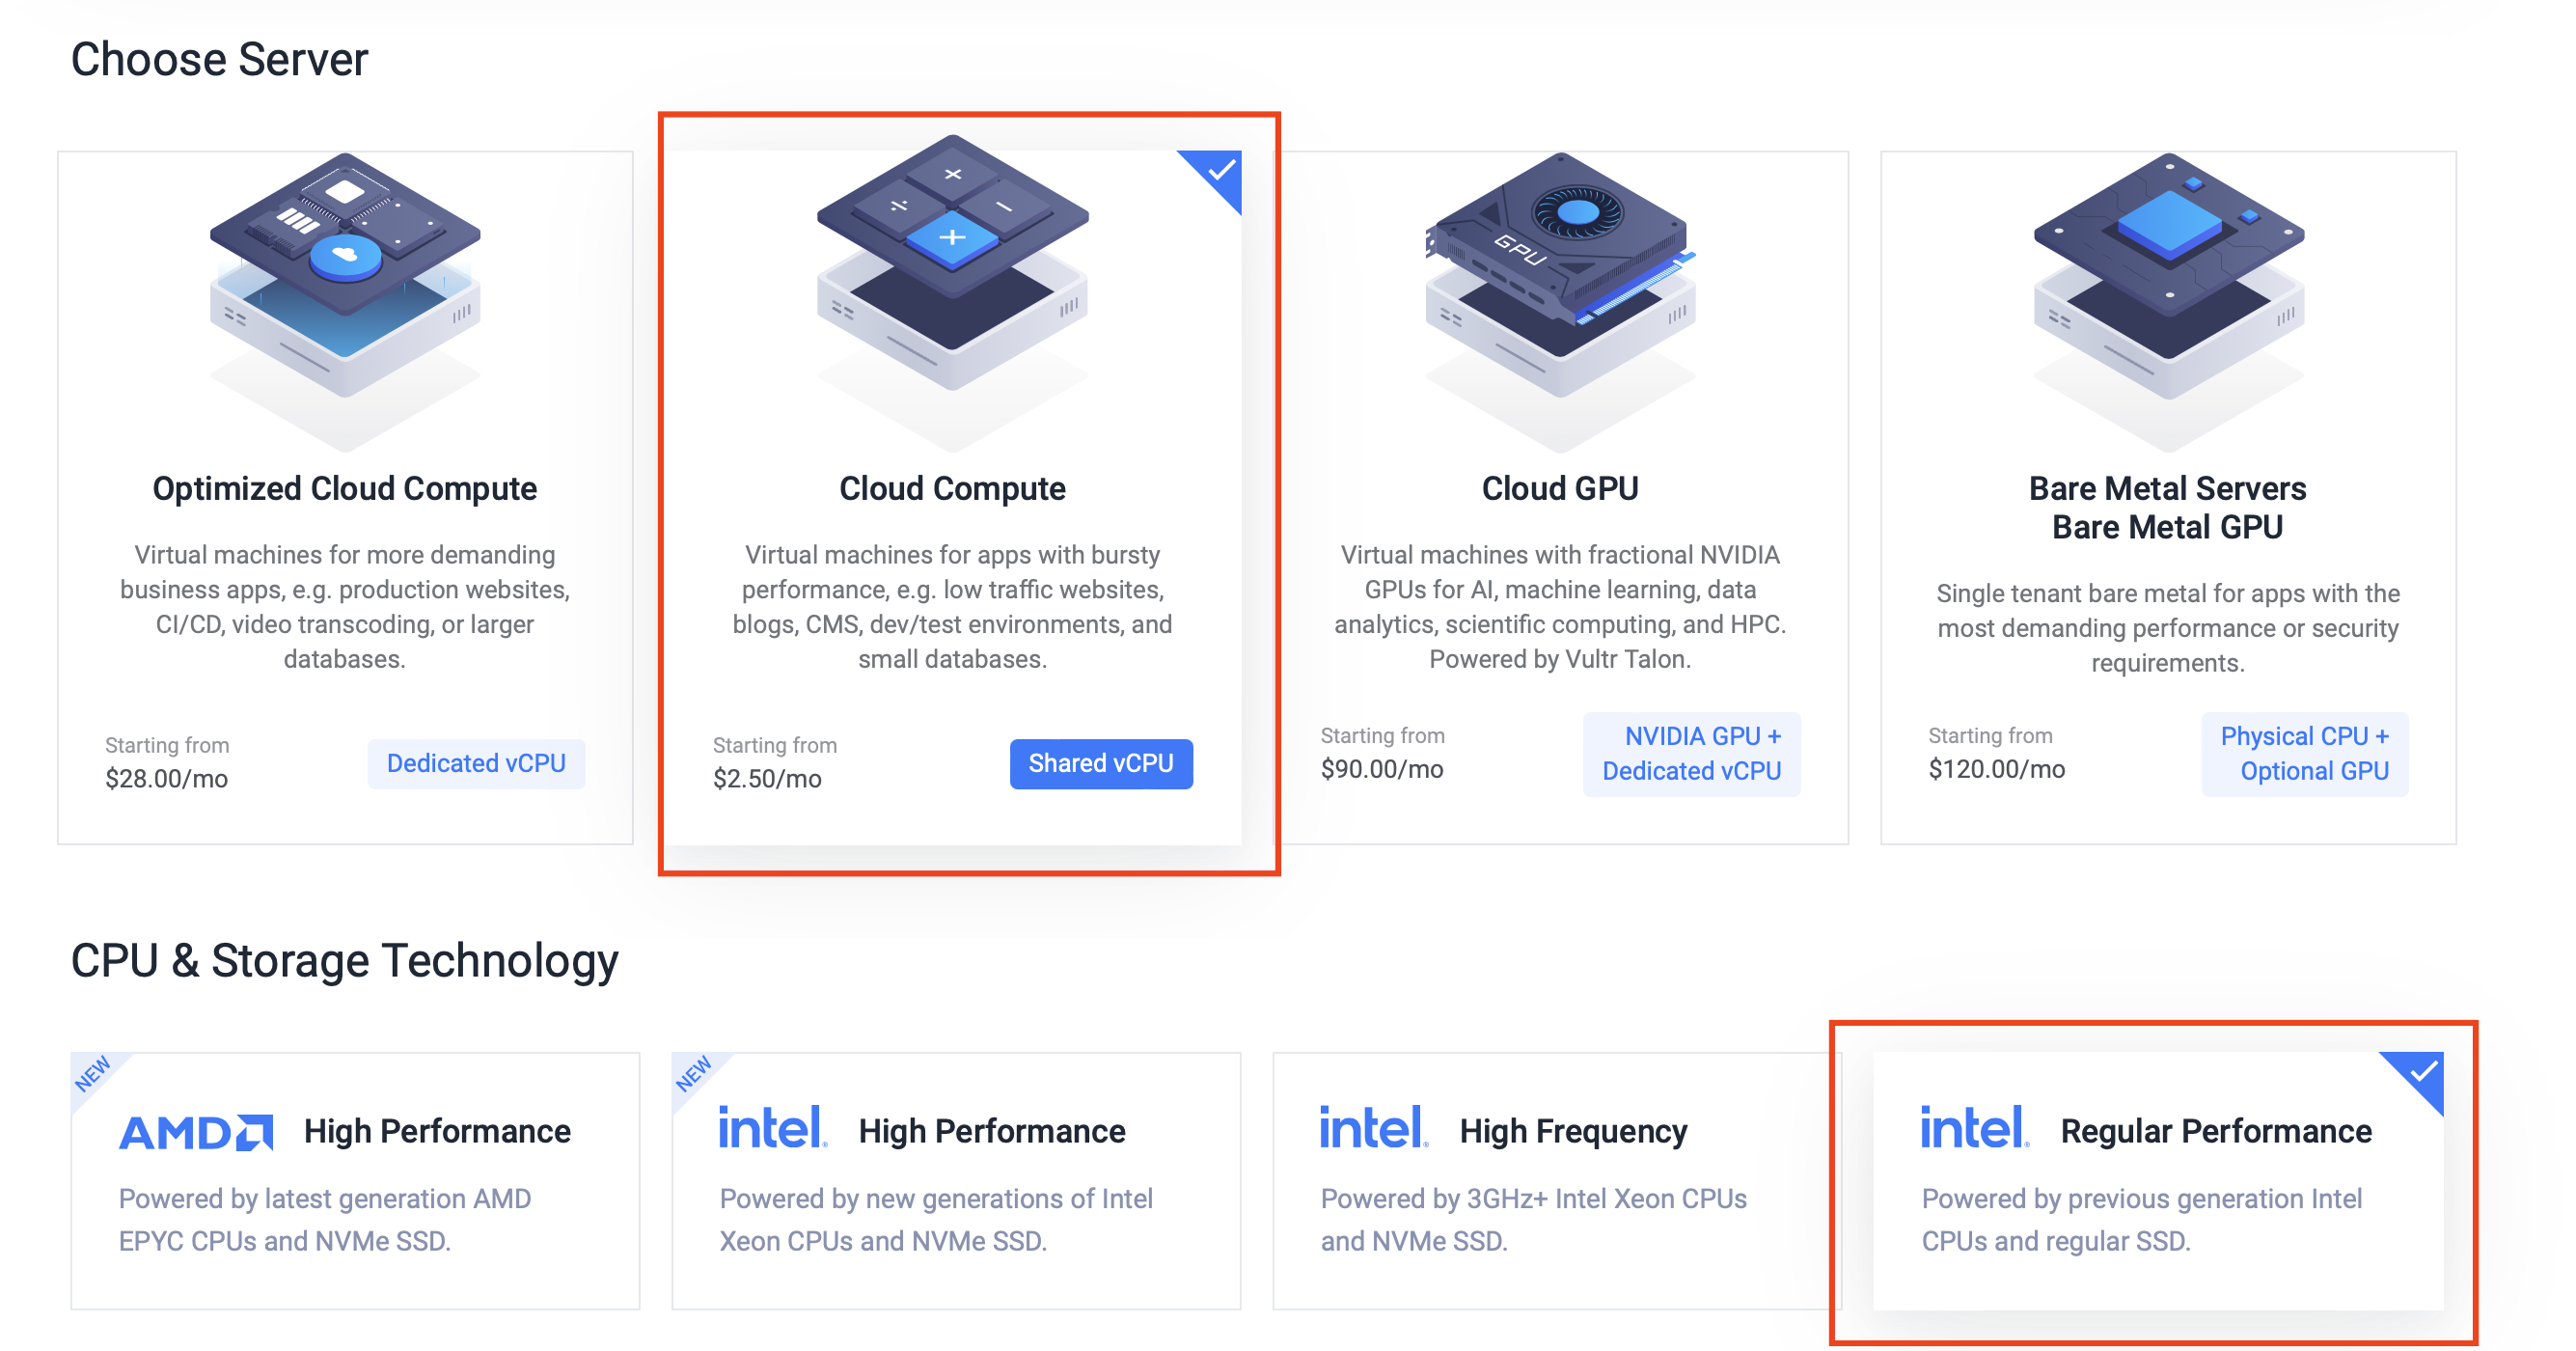 Choose Server
GPU
Optimized Cloud Compute
Virtual machines for more demanding
business apps, e.g. production websites,
CI/CD, video transcoding, or larger
databases.
Starting from
$28.00/mo
Dedicated vCPU
Cloud Compute
Virtual machines for apps with bursty
performance, e.g. low traffic websites,
blogs, CMS, dev/test environments, and
small databases.
Starting from
$2.50/mo
Shared vCPU
Cloud GPU
Virtual machines with fractional NVIDIA
GPUs for AI, machine learning, data
analytics, scientific computing, and HPC.
Powered by Vultr Talon.
Starting from
$90.00/mo
NVIDIA GPU +
Dedicated vCPU
Bare Metal Servers
Bare Metal GPU
Single tenant bare metal for apps with the
most demanding performance or security
requirements.
Starting from
$120.00/mo
Physical CPU +
Optional GPU
CPU & Storage Technology
NEW
AMD High Performance
Powered by latest generation AMD
EPYC CPUs and NVMe SSD.
NEW
intel. High Performance
Powered by new generations of Intel
Xeon CPUs and NVMe SSD.
intel. High Frequency
Powered by 3GHz+ Intel Xeon CPUs
and NVMe SSD.
intel. Regular Performance
Powered by previous generation Intel
CPUs and regular SSD.